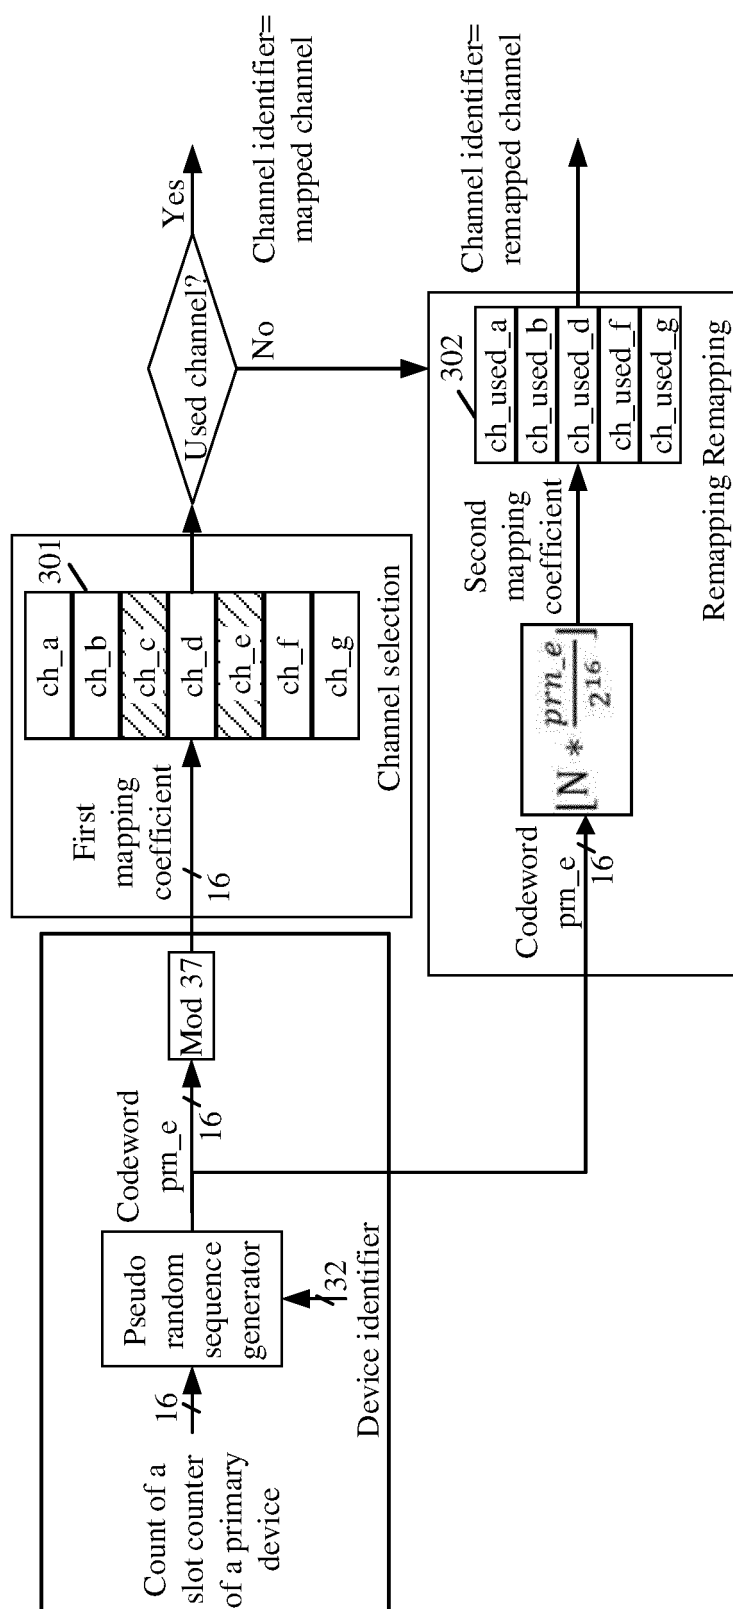 Count of a
slot counter
of a primary
device
16
Pseudo
random
sequence
generator
32
Device identifier
Codeword
prn_e
16
Mod 37
First
mapping
coefficient
16
301
ch_a
ch_b
ch_c
ch_d
ch_e
ch_f
ch_g
Channel selection
Used channel?
Yes
No
Channel identifier=
mapped channel
Codeword
prn_e
16
[N * prn_e / 2^16]
Second
mapping
coefficient
302
ch_used_a
ch_used_b
ch_used_d
ch_used_f
ch_used_g
Remapping Remapping
Channel identifier=
remapped channel